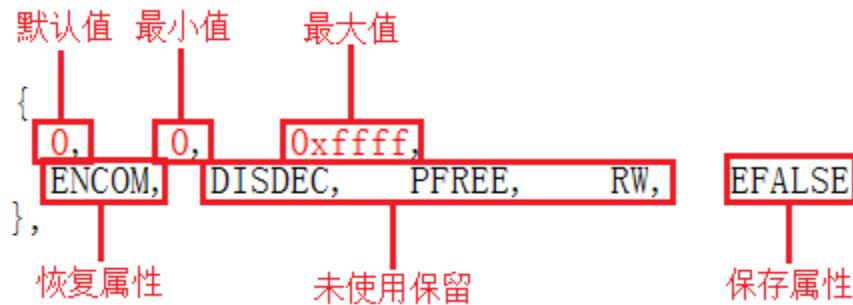 默认值 最小值 最大值
{
0, 0, 0xffff,
ENCOM, DISDEC, PFREE, RW, EFALSE
},
恢复属性 未使用保留 保存属性